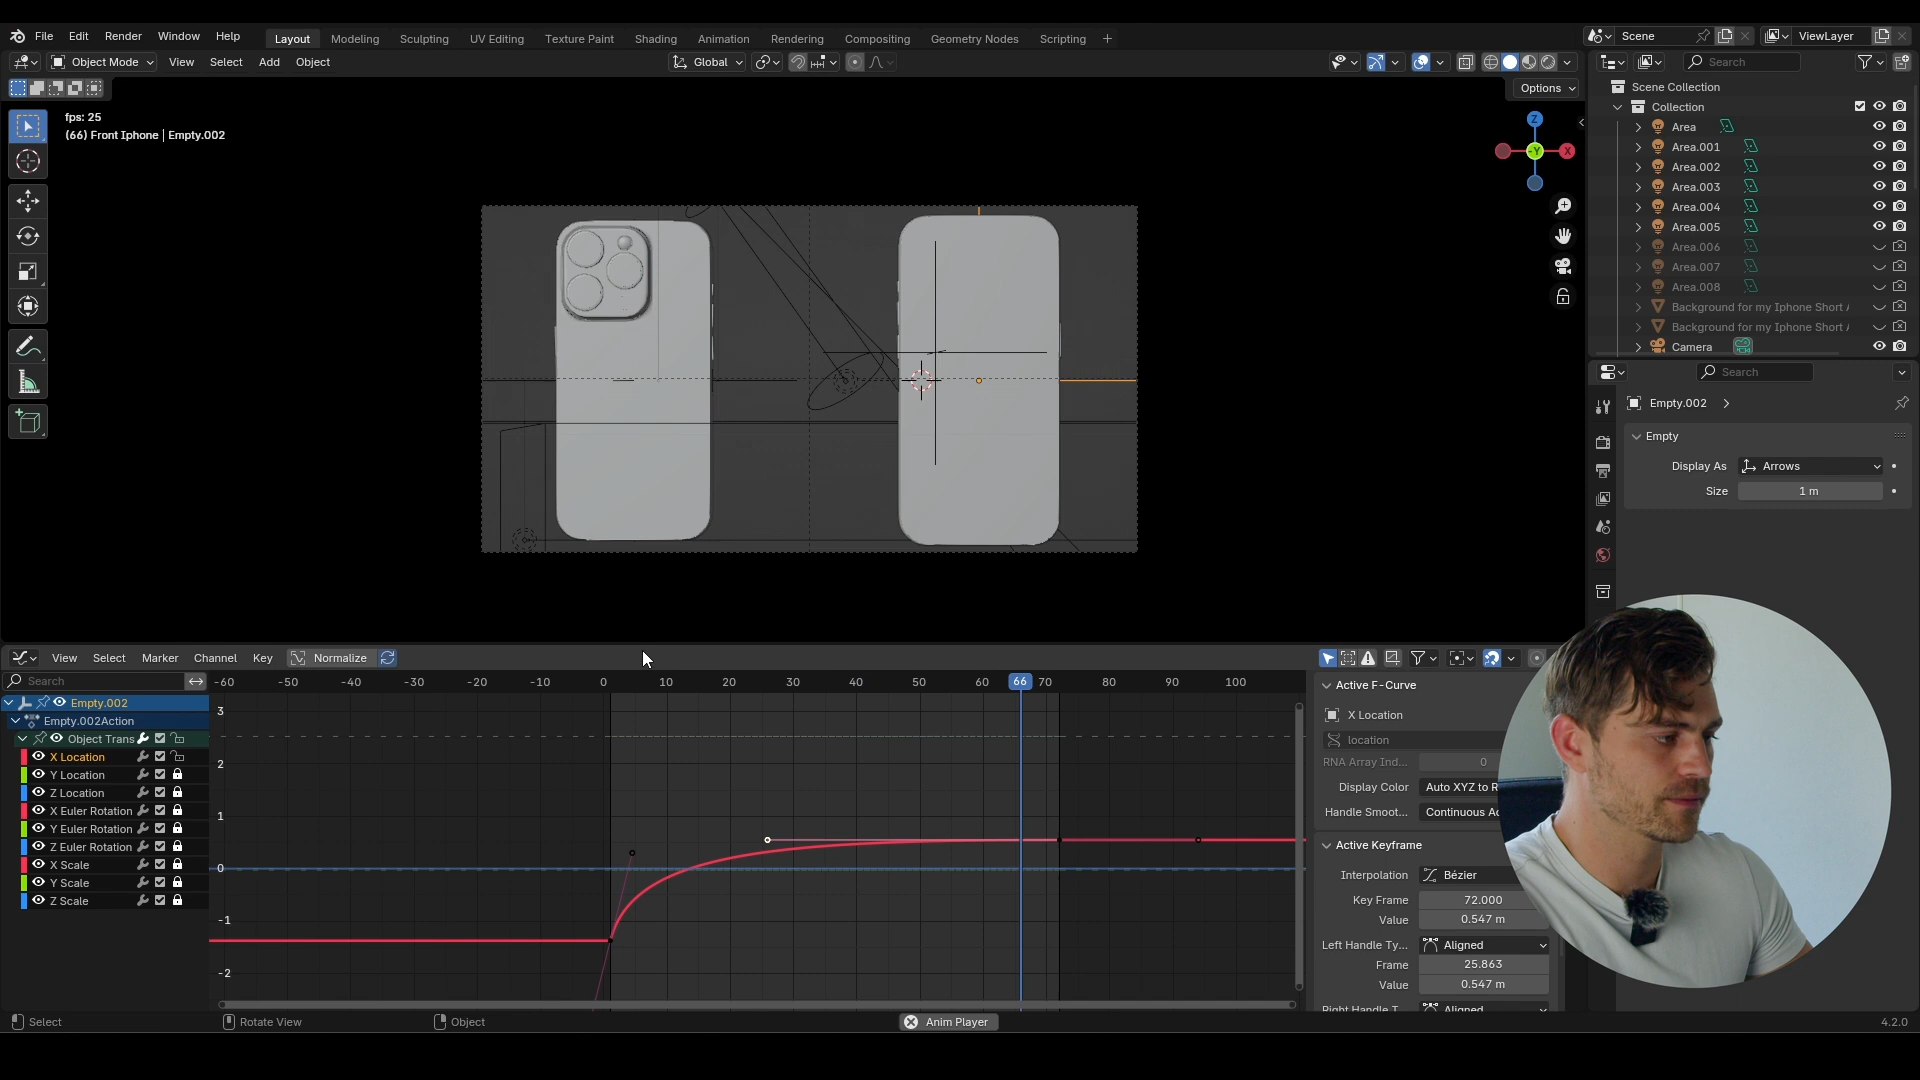 File Edit Render Window Help Layout Modeling Sculpting UV Editing Texture Paint Shading Animation Rendering Compositing Geometry Nodes Scripting + Scene ViewLayer
Object Mode View Select Add Object Global Search
Options
fps: 25
(66) Front Iphone | Empty.002
Z
-Y
X
Scene Collection
Collection
Area
Area.001
Area.002
Area.003
Area.004
Area.005
Area.006
Area.007
Area.008
Background for my Iphone Short
Background for my Iphone Short
Camera
Search
Empty.002
Empty
Display As Arrows
Size 1 m
View Select Marker Channel Key Normalize
Search -60 -50 -40 -30 -20 -10 0 10 20 30 40 50 60 66 70 80 90 100
Empty.002
Empty.002Action
Object Trans
X Location
Y Location
Z Location
X Euler Rotation
Y Euler Rotation
Z Euler Rotation
X Scale
Y Scale
Z Scale
3
2
1
0
-1
-2
Active F-Curve
X Location
location
RNA Array Ind... 0
Display Color Auto XYZ to R
Handle Smoot... Continuous Ac
Active Keyframe
Interpolation Bézier
Key Frame 72.000
Value 0.547 m
Left Handle Ty... Aligned
Frame 25.863
Value 0.547 m
Right Handle T... Aligned
Select Rotate View Object Anim Player 4.2.0